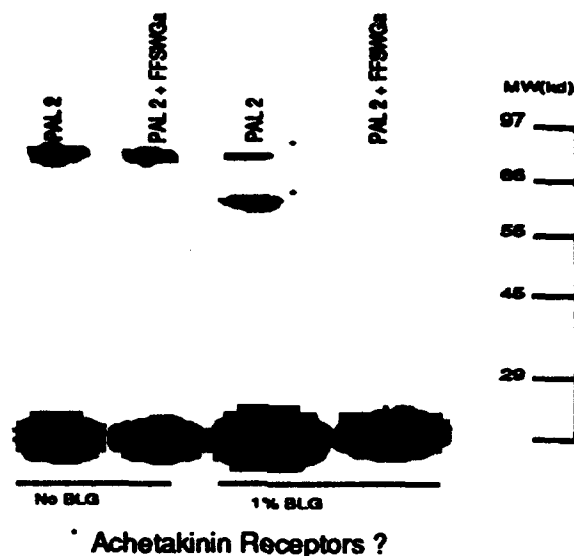 PAL 2
PAL 2 + FFSWGa
PAL 2
PAL 2 + FFSWGa
MW(kd)
97
66
55
45
29
No BLG
1% BLG
* Achetakinin Receptors ?